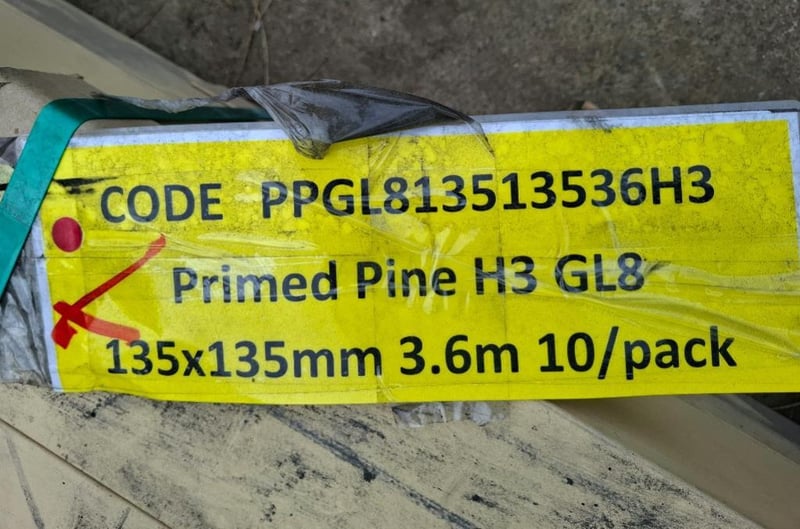 CODE PPGL813513536H3
Primed Pine H3 GL8
135x135mm 3.6m 10/pack